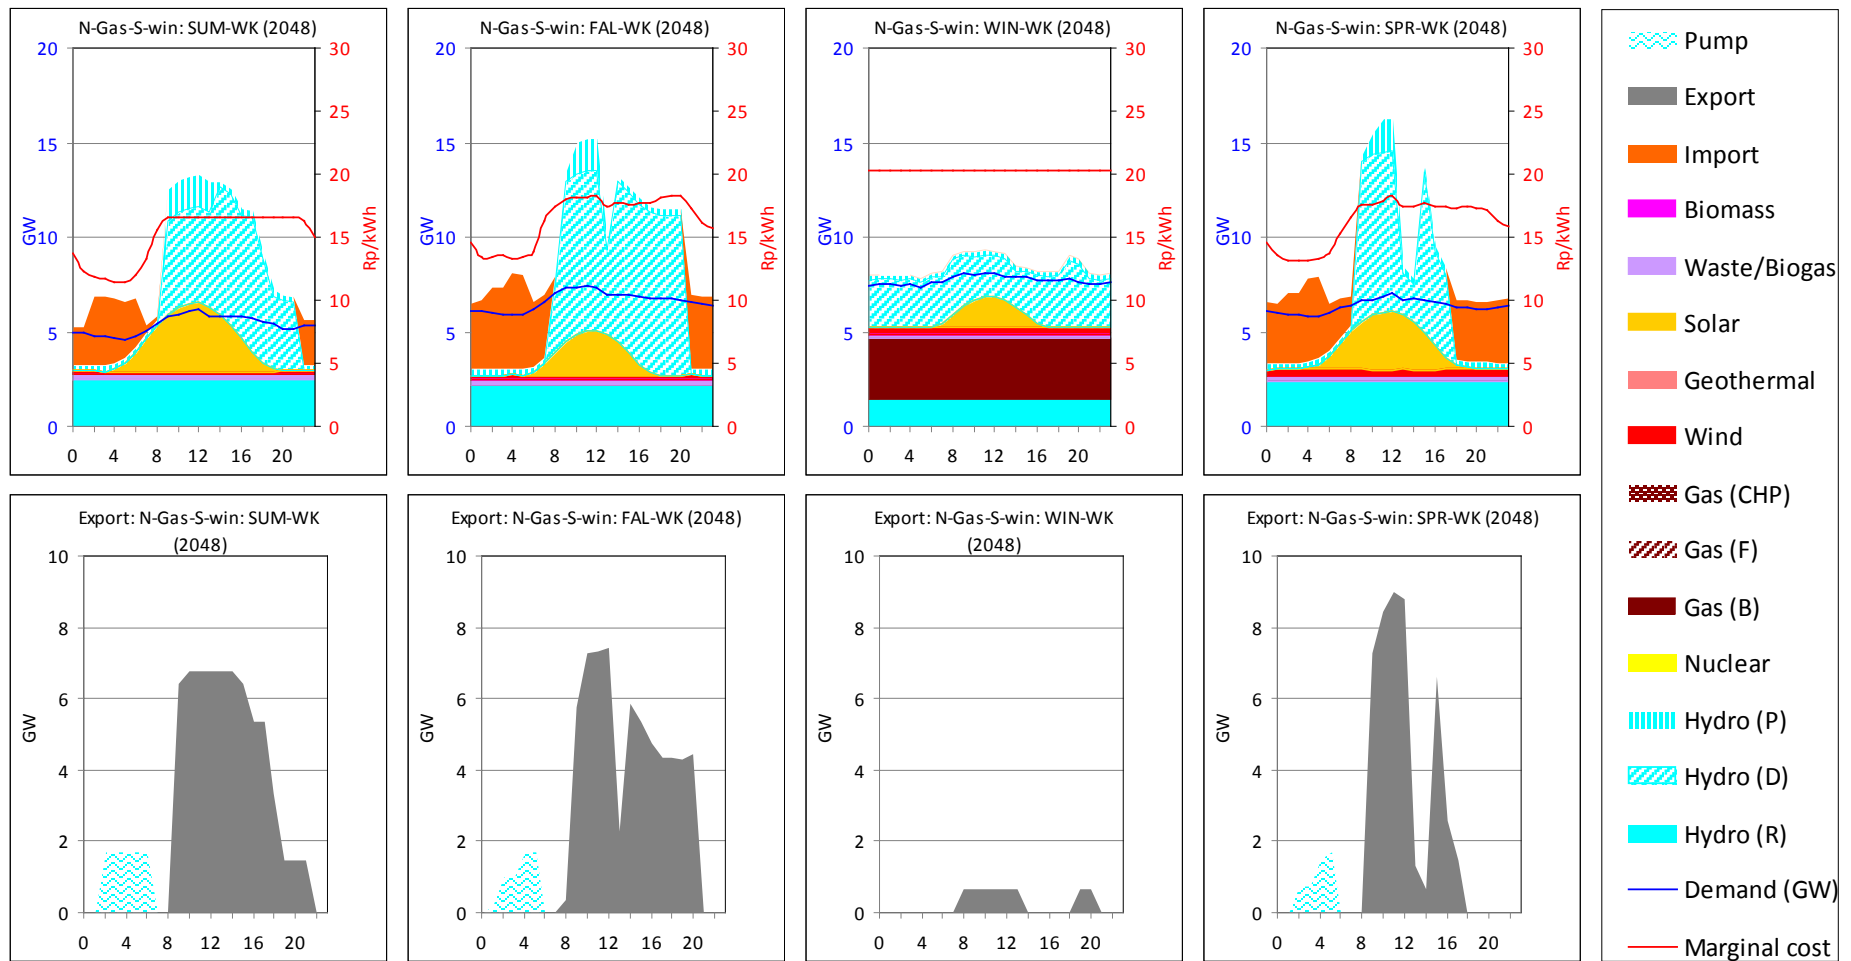 N-Gas-S-win: SUM-WK (2048)
20
15
10
5
0
GW
30
25
20
15
10
5
0
Rp/kWh
0 4 8 12 16 20
N-Gas-S-win: FAL-WK (2048)
20
15
10
5
0
GW
30
25
20
15
10
5
0
Rp/kWh
0 4 8 12 16 20
N-Gas-S-win: WIN-WK (2048)
20
15
10
5
0
GW
30
25
20
15
10
5
0
Rp/kWh
0 4 8 12 16 20
N-Gas-S-win: SPR-WK (2048)
20
15
10
5
0
GW
30
25
20
15
10
5
0
Rp/kWh
0 4 8 12 16 20
Export: N-Gas-S-win: SUM-WK
(2048)
10
8
6
4
2
0
GW
0 4 8 12 16 20
Export: N-Gas-S-win: FAL-WK (2048)
10
8
6
4
2
0
GW
0 4 8 12 16 20
Export: N-Gas-S-win: WIN-WK
(2048)
10
8
6
4
2
0
GW
0 4 8 12 16 20
Export: N-Gas-S-win: SPR-WK (2048)
10
8
6
4
2
0
GW
0 4 8 12 16 20
Pump
Export
Import
Biomass
Waste/Biogas
Solar
Geothermal
Wind
Gas (CHP)
Gas (F)
Gas (B)
Nuclear
Hydro (P)
Hydro (D)
Hydro (R)
Demand (GW)
Marginal cost